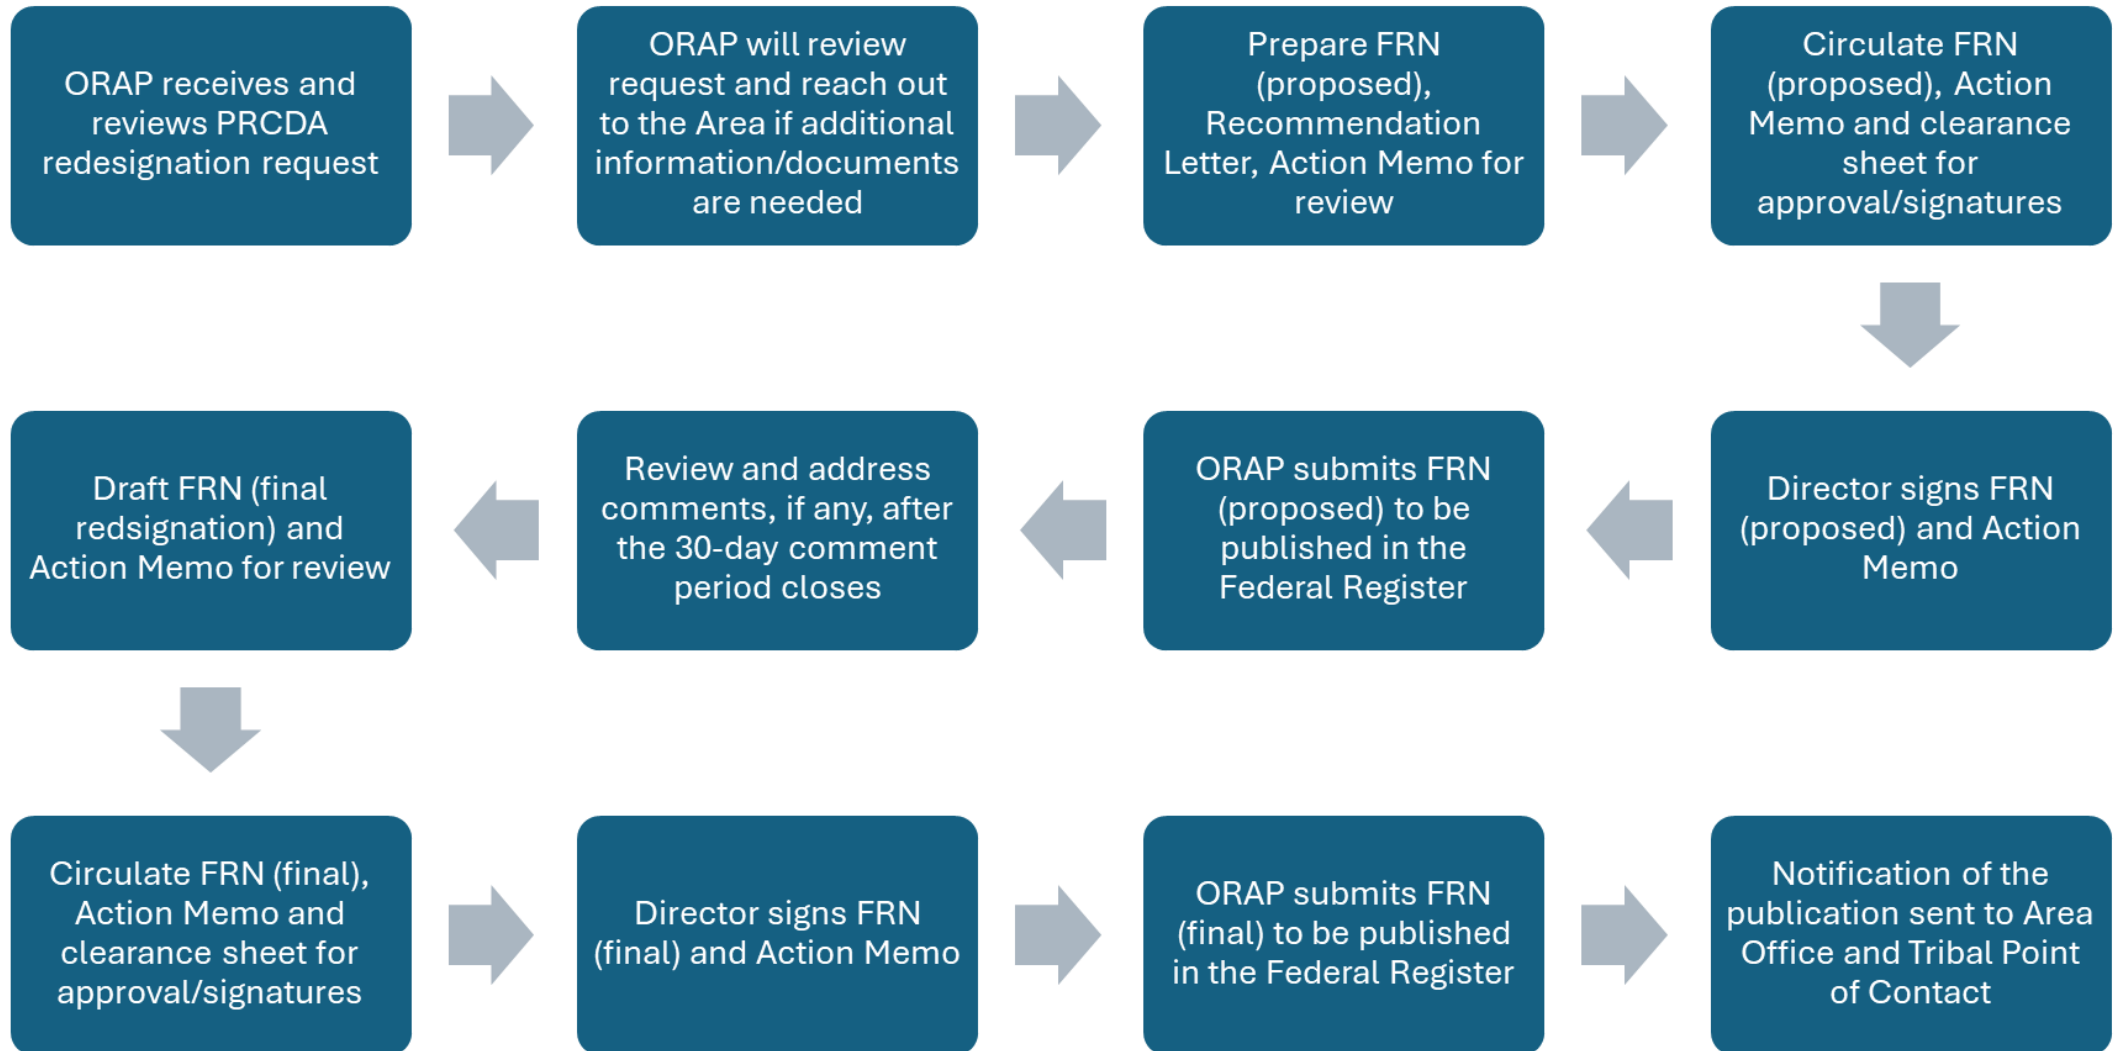 ORAP receives and
reviews PRCDA
redesignation request
ORAP will review
request and reach out
to the Area if additional
information/documents
are needed
Prepare FRN
(proposed),
Recommendation
Letter, Action Memo for
review
Circulate FRN
(proposed), Action
Memo and clearance
sheet for
approval/signatures
Director signs FRN
(proposed) and Action
Memo
ORAP submits FRN
(proposed) to be
published in the
Federal Register
Review and address
comments, if any, after
the 30-day comment
period closes
Draft FRN (final
redsignation) and
Action Memo for review
Circulate FRN (final),
Action Memo and
clearance sheet for
approval/signatures
Director signs FRN
(final) and Action Memo
ORAP submits FRN
(final) to be published
in the Federal Register
Notification of the
publication sent to Area
Office and Tribal Point
of Contact